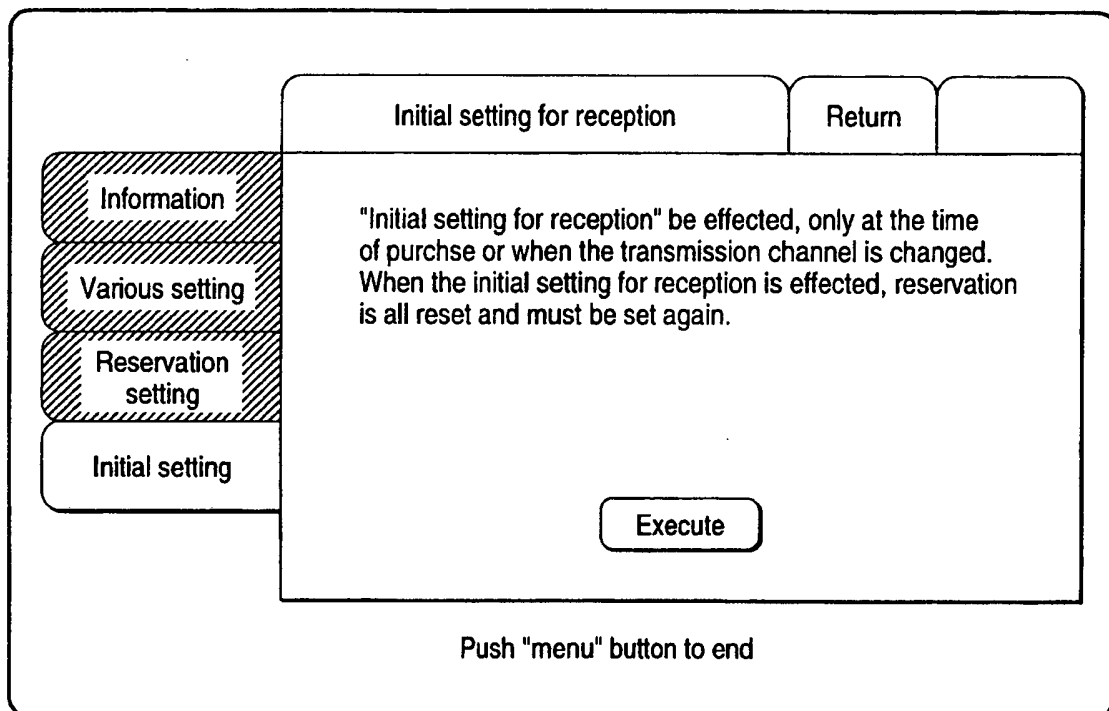 Initial setting for reception
Return
Information
Various setting
Reservation
setting
Initial setting
"Initial setting for reception" be effected, only at the time
of purchse or when the transmission channel is changed.
When the initial setting for reception is effected, reservation
is all reset and must be set again.
Execute
Push "menu" button to end